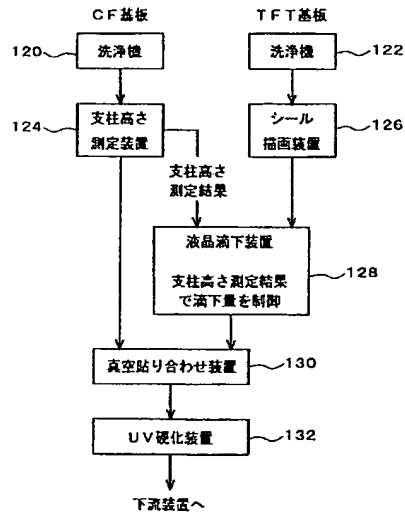 CF基板
TFT基板
120
洗浄機
洗浄機
122
124
支柱高さ
測定装置
シール
描画装置
126
支柱高さ
測定結果
液晶滴下装置
支柱高さ測定結果
で滴下量を制御
128
真空貼り合わせ装置
130
UV硬化装置
132
下流装置へ